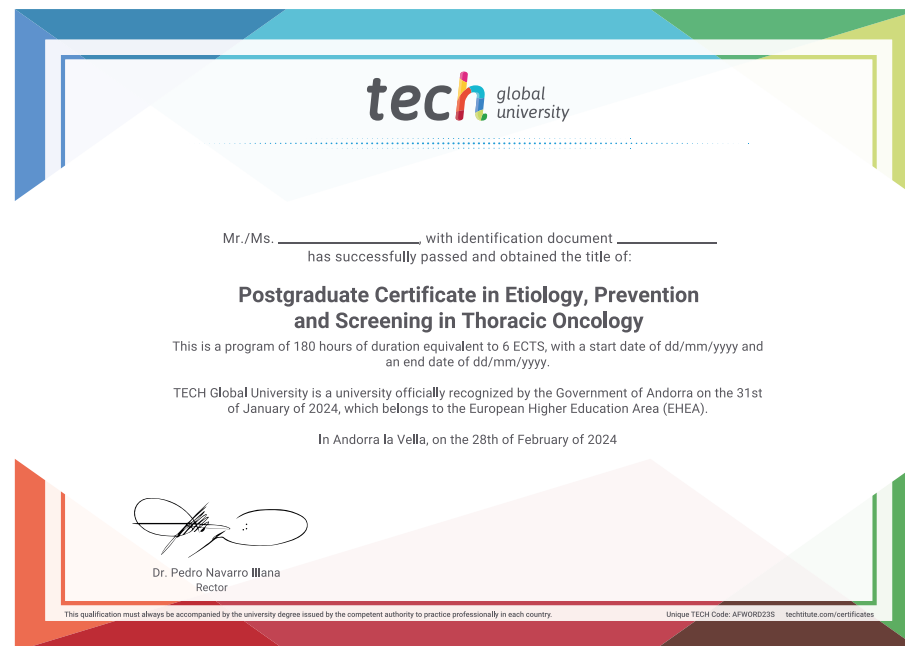 tech global
university
Mr./Ms. ____________________, with identification document ______________
has successfully passed and obtained the title of:
Postgraduate Certificate in Etiology, Prevention
and Screening in Thoracic Oncology
This is a program of 180 hours of duration equivalent to 6 ECTS, with a start date of dd/mm/yyyy and
an end date of dd/mm/yyyy.
TECH Global University is a university officially recognized by the Government of Andorra on the 31st
of January of 2024, which belongs to the European Higher Education Area (EHEA).
In Andorra la Vella, on the 28th of February of 2024
Dr. Pedro Navarro Illana
Rector
This qualification must always be accompanied by the university degree issued by the competent authority to practice professionally in each country. Unique TECH Code: AFWORD23S techtitute.com/certificates